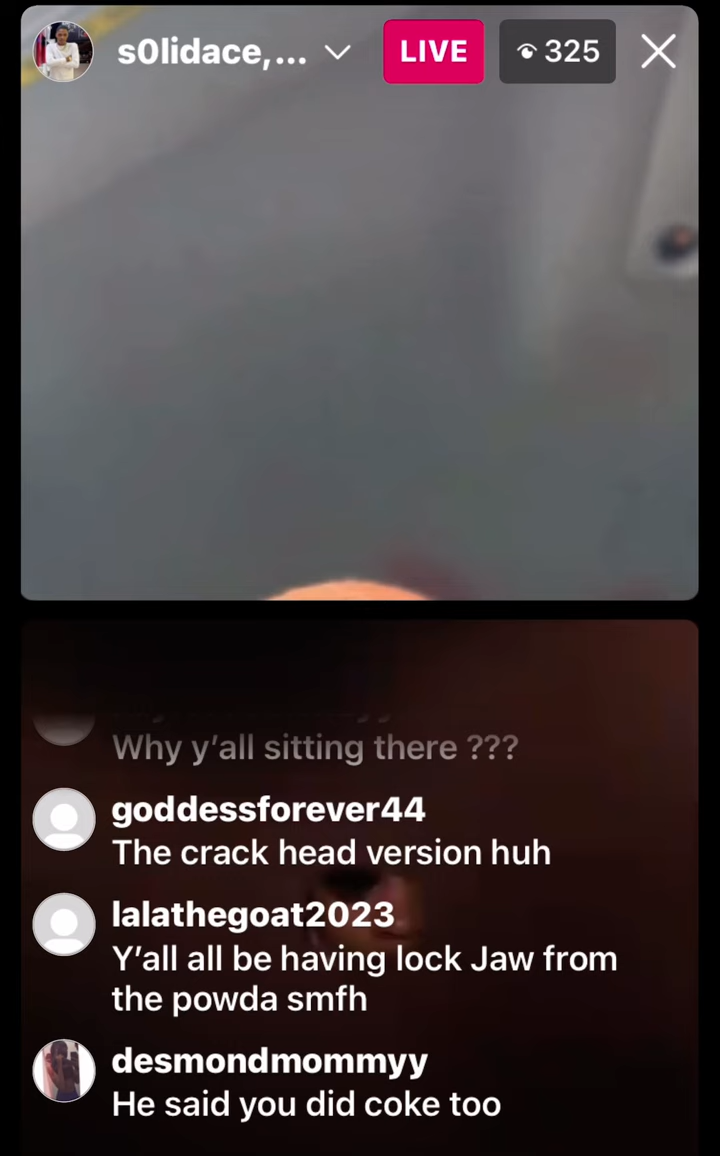 s0lidace,...
LIVE
325
Why y’all sitting there ???
goddessforever44
The crack head version huh
lalathegoat2023
Y’all all be having lock Jaw from
the powda smfh
desmondmommyy
He said you did coke too